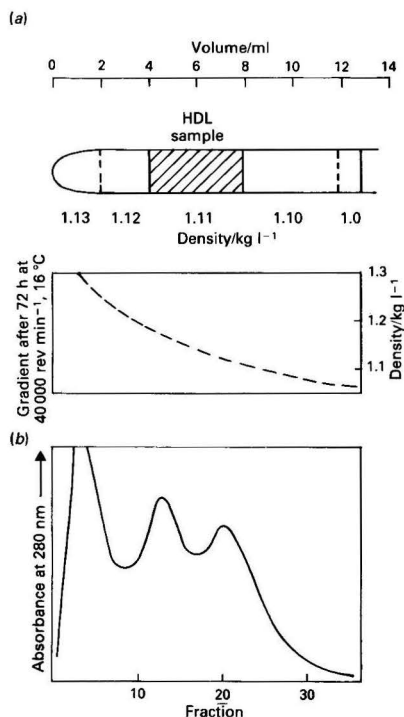 (a)
Volume/ml
0 2 4 6 8 10 12 14
HDL
sample
1.13 1.12 1.11 1.10 1.0
Density/kg l⁻¹
Gradient after 72 h at
40 000 rev min⁻¹, 16 °C
1.3
1.2
1.1
Density/kg l⁻¹
(b)
Absorbance at 280 nm
10 20 30
Fraction